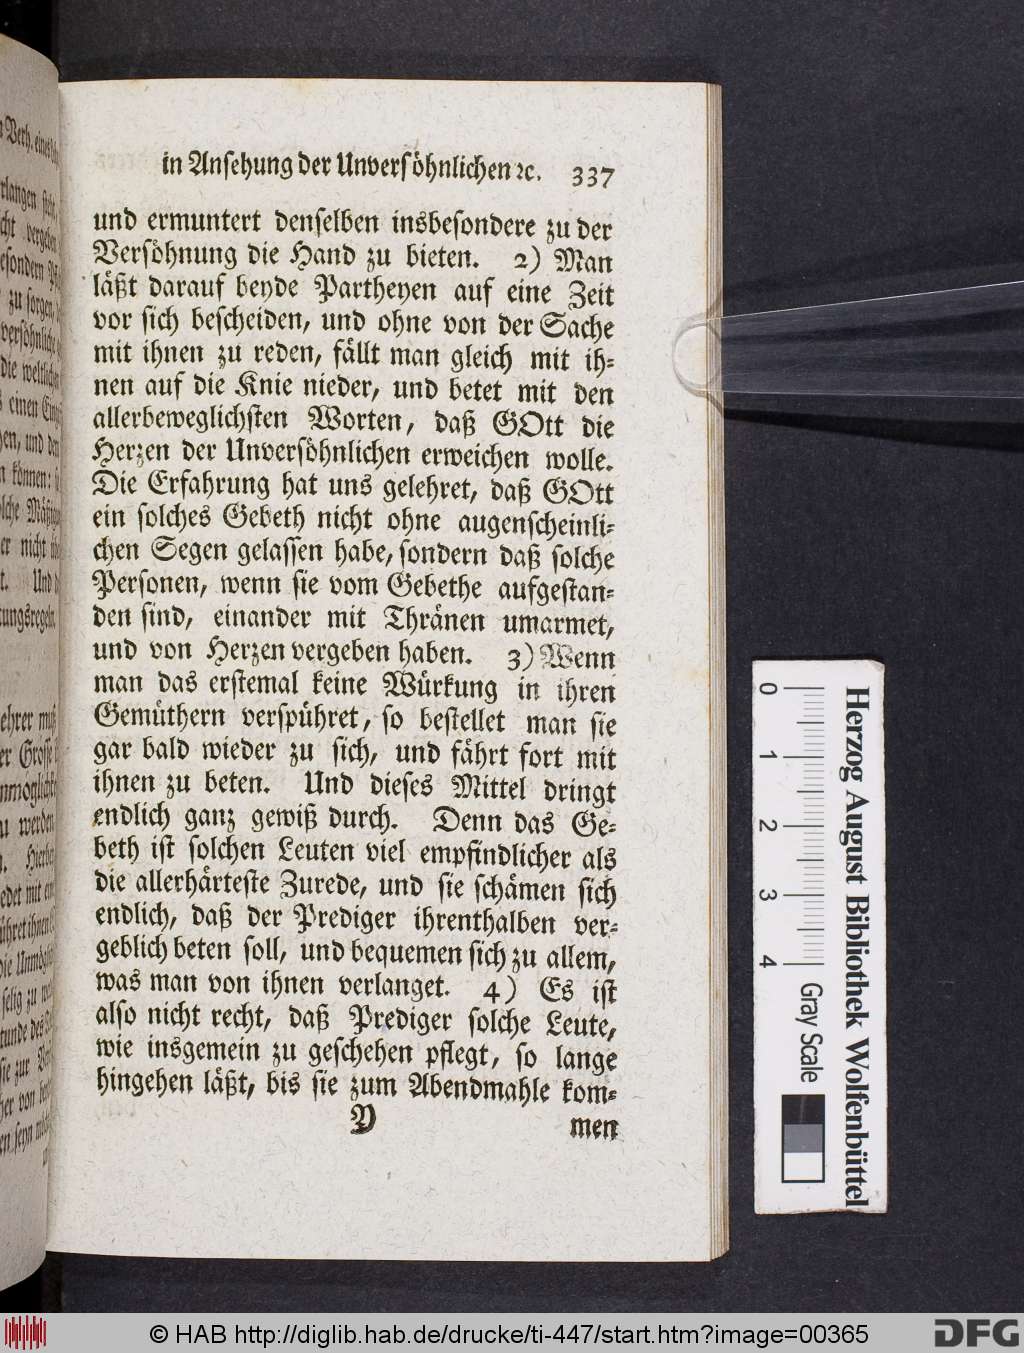 in Ansehung der Unversöhnlichen ꝛc. 337
und ermuntert denselben insbesondere zu der
Versöhnung die Hand zu bieten. 2) Man
läßt darauf beyde Partheyen auf eine Zeit
vor sich bescheiden, und ohne von der Sache
mit ihnen zu reden, fällt man gleich mit ih-
nen auf die Knie nieder, und betet mit den
allerbeweglichsten Worten, daß GOtt die
Herzen der Unversöhnlichen erweichen wolle.
Die Erfahrung hat uns gelehret, daß GOtt
ein solches Gebeth nicht ohne augenscheinli-
chen Segen gelassen habe, sondern daß solche
Personen, wenn sie vom Gebethe aufgestan-
den sind, einander mit Thränen umarmet,
und von Herzen vergeben haben. 3) Wenn
man das erstemal keine Würkung in ihren
Gemüthern verspühret, so bestellet man sie
gar bald wieder zu sich, und fährt fort mit
ihnen zu beten. Und dieses Mittel dringt
endlich ganz gewiß durch. Denn das Ge-
beth ist solchen Leuten viel empfindlicher als
die allerhärteste Zurede, und sie schämen sich
endlich, daß der Prediger ihrenthalben ver-
geblich beten soll, und bequemen sich zu allem,
was man von ihnen verlanget. 4) Es ist
also nicht recht, daß Prediger solche Leute,
wie insgemein zu geschehen pflegt, so lange
hingehen läßt, bis sie zum Abendmahle kom-
Y men
0 1 2 3 4 Gray Scale
Herzog August Bibliothek Wolfenbüttel
© HAB http://diglib.hab.de/drucke/ti-447/start.htm?image=00365
DFG